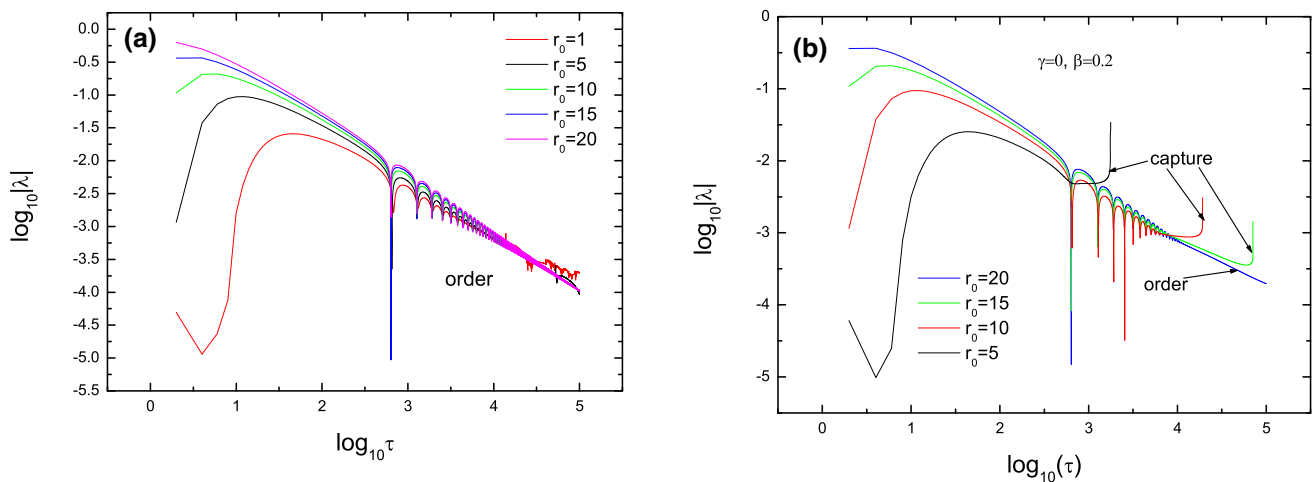 (a)
r0=1
r0=5
r0=10
r0=15
r0=20
order
0.0
-0.5
-1.0
-1.5
-2.0
-2.5
-3.0
-3.5
-4.0
-4.5
-5.0
-5.5
log10|λ|
0 1 2 3 4 5
log10τ
(b)
γ=0, β=0.2
capture
order
r0=20
r0=15
r0=10
r0=5
0
-1
-2
-3
-4
-5
log10|λ|
0 1 2 3 4 5
log10(τ)